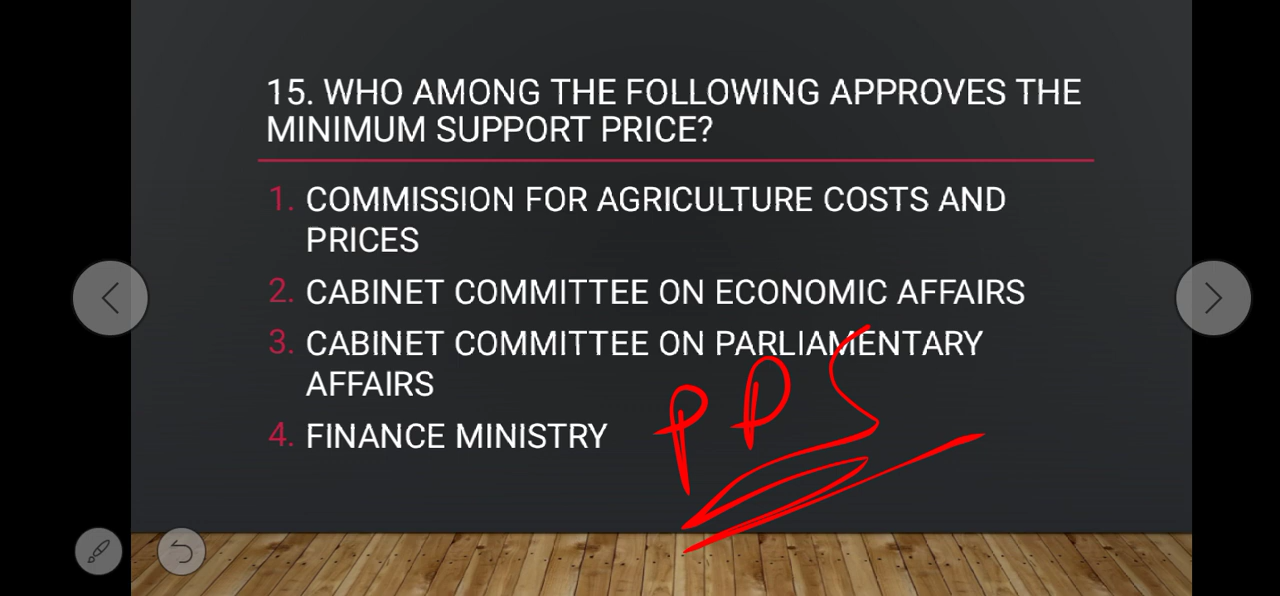 15. WHO AMONG THE FOLLOWING APPROVES THE
MINIMUM SUPPORT PRICE?
1. COMMISSION FOR AGRICULTURE COSTS AND
PRICES
2. CABINET COMMITTEE ON ECONOMIC AFFAIRS
3. CABINET COMMITTEE ON PARLIAMENTARY
AFFAIRS
4. FINANCE MINISTRY
PDS